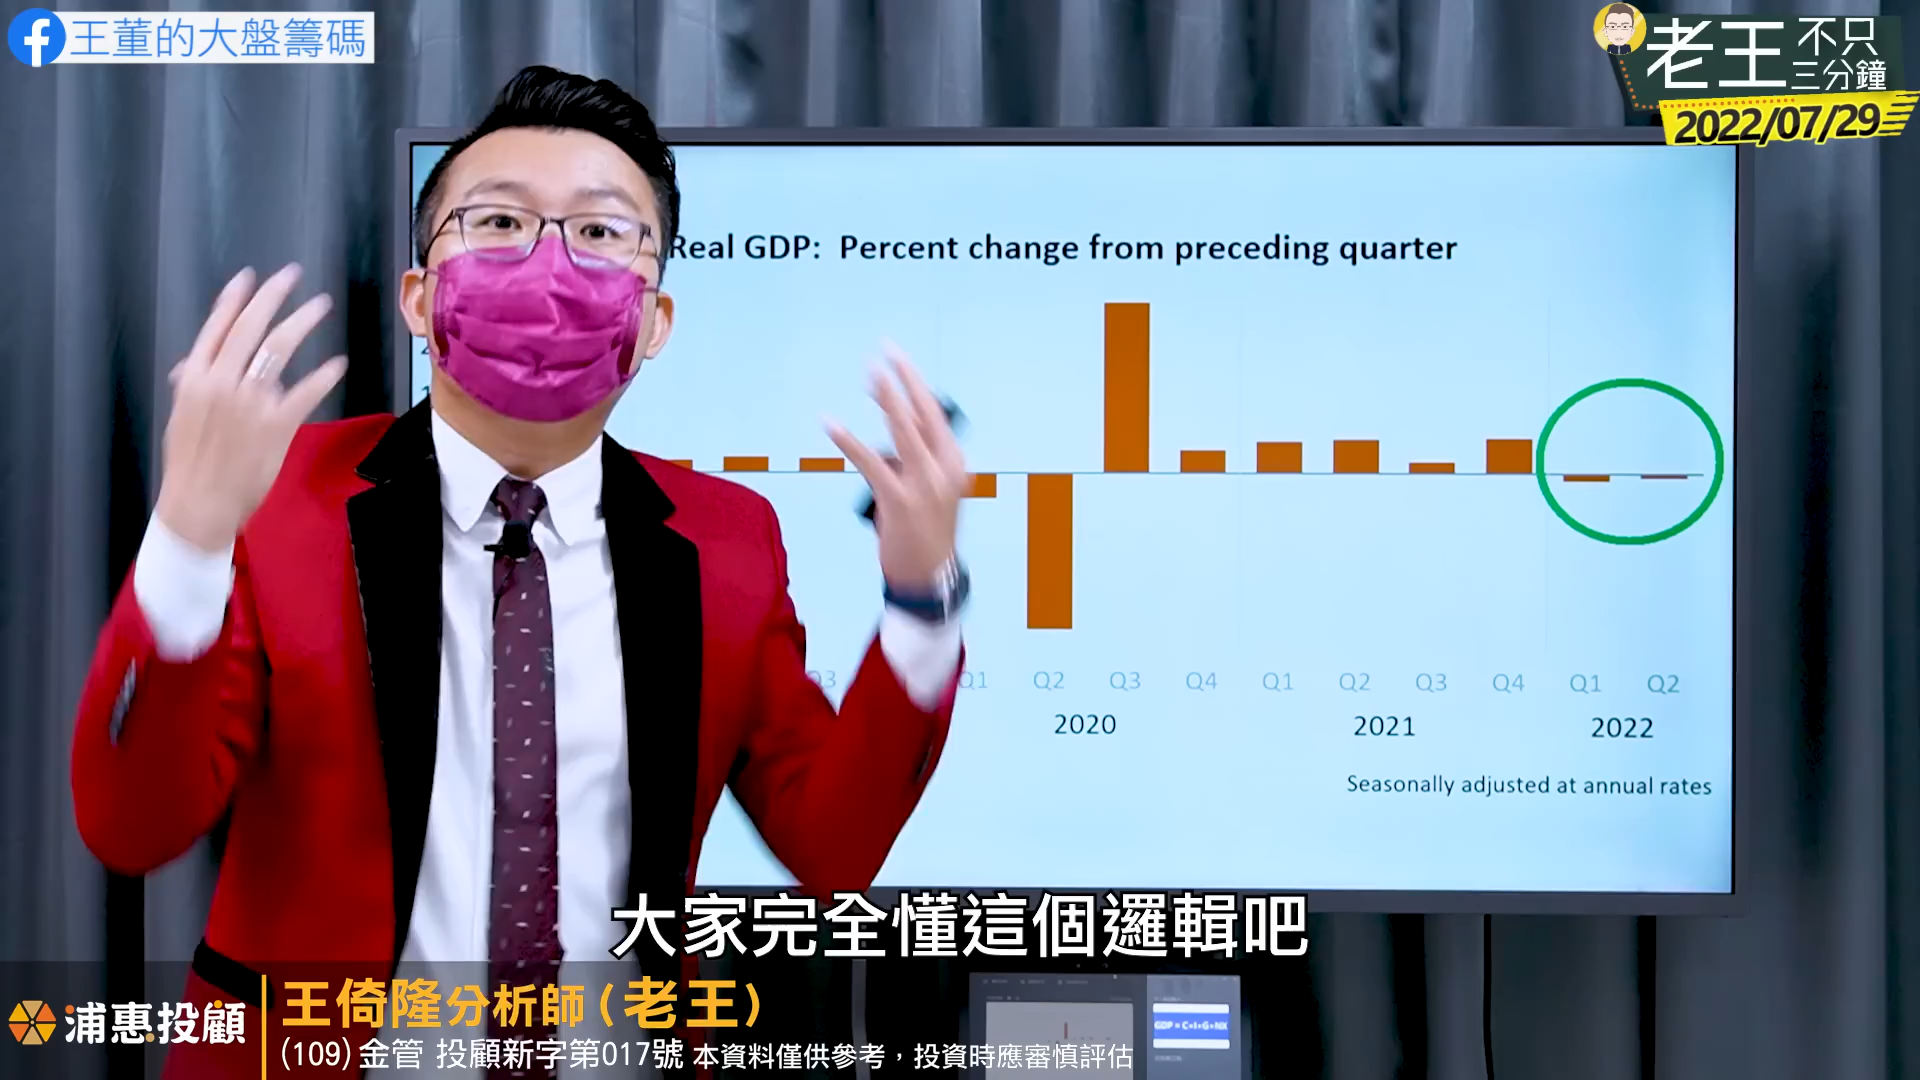 王董的大盤籌碼
老王 不只三分鐘
2022/07/29
Real GDP: Percent change from preceding quarter
Q3 Q1 Q2 Q3 Q4 Q1 Q2 Q3 Q4 Q1 Q2
2020 2021 2022
Seasonally adjusted at annual rates
大家完全懂這個邏輯吧
GDP = C+I+G+NX
浦惠投顧
王倚隆分析師(老王)
(109) 金管 投顧新字第017號 本資料僅供參考，投資時應審慎評估